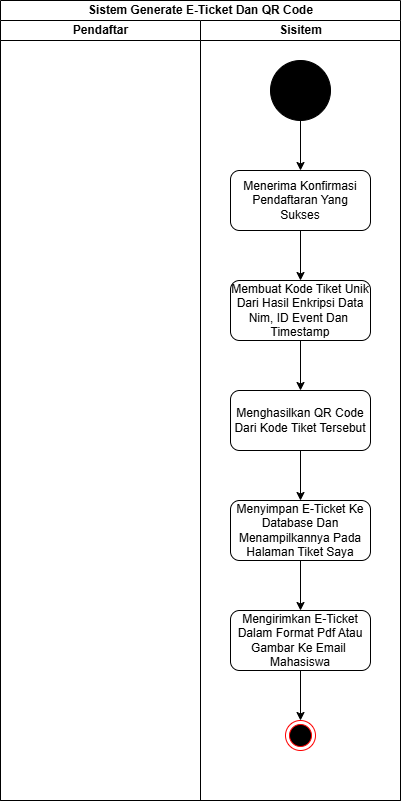 Sistem Generate E-Ticket Dan QR Code
Pendaftar
Sisitem
Menerima Konfirmasi
Pendaftaran Yang
Sukses
Membuat Kode Tiket Unik
Dari Hasil Enkripsi Data
Nim, ID Event Dan
Timestamp
Menghasilkan QR Code
Dari Kode Tiket Tersebut
Menyimpan E-Ticket Ke
Database Dan
Menampilkannya Pada
Halaman Tiket Saya
Mengirimkan E-Ticket
Dalam Format Pdf Atau
Gambar Ke Email
Mahasiswa